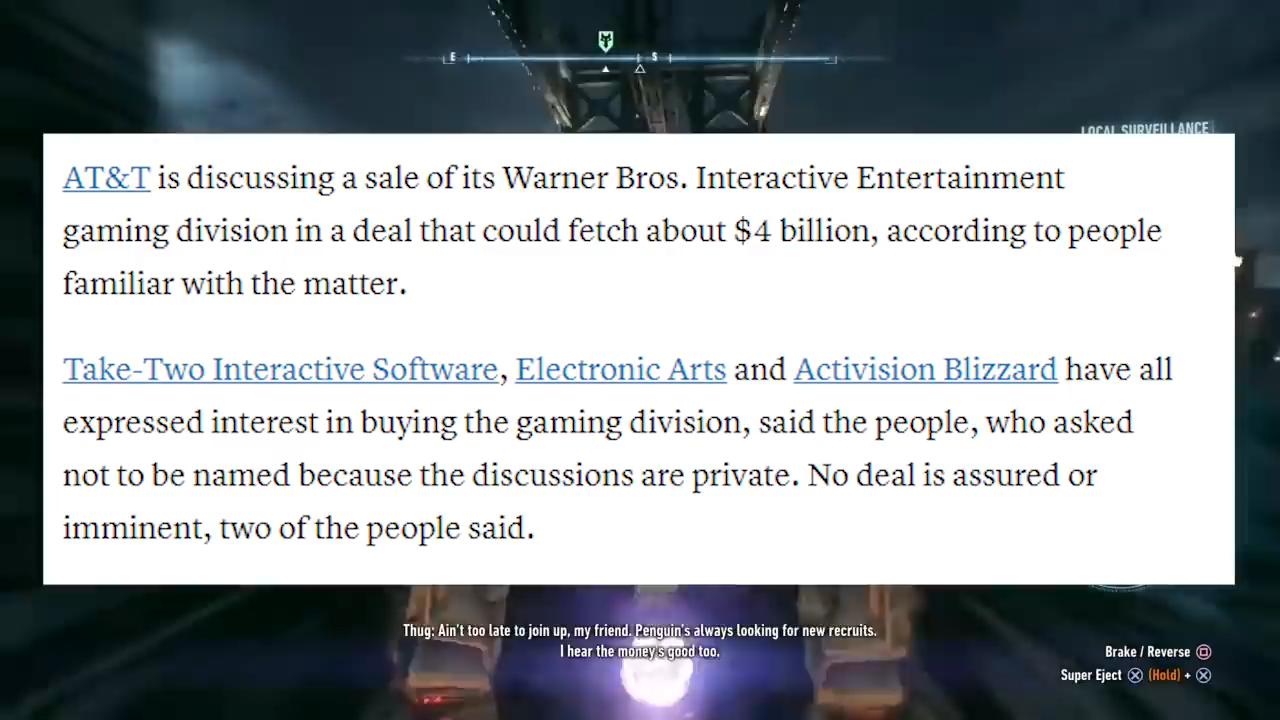 E
S
LOCAL SURVEILLANCE
AT&T is discussing a sale of its Warner Bros. Interactive Entertainment
gaming division in a deal that could fetch about $4 billion, according to people
familiar with the matter.
Take-Two Interactive Software, Electronic Arts and Activision Blizzard have all
expressed interest in buying the gaming division, said the people, who asked
not to be named because the discussions are private. No deal is assured or
imminent, two of the people said.
Thug: Ain't too late to join up, my friend. Penguin's always looking for new recruits.
I hear the money's good too.
Brake / Reverse
Super Eject (Hold) +